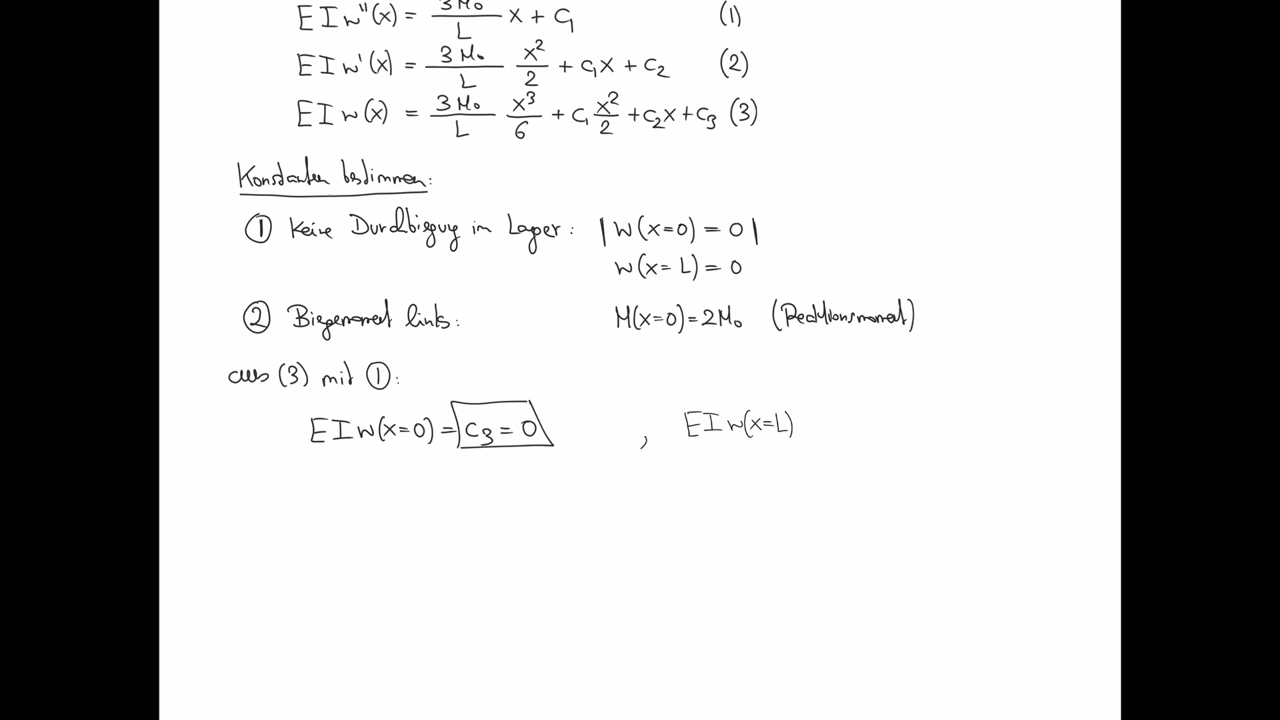 EIw''(x) = 3M₀/L x + C₁ (1)
EIw'(x) = 3M₀/L x²/2 + C₁x + C₂ (2)
EIw(x) = 3M₀/L x³/6 + C₁ x²/2 + C₂x + C₃ (3)
Konstanten bestimmen:
① Keine Durchbiegung im Lager: | W(x=0) = 0 |
w(x=L) = 0
② Biegemoment links: M(x=0) = 2M₀ (Reaktionsmoment)
aus (3) mit ①:
EIw(x=0) = C₃ = 0 , EIw(x=L)